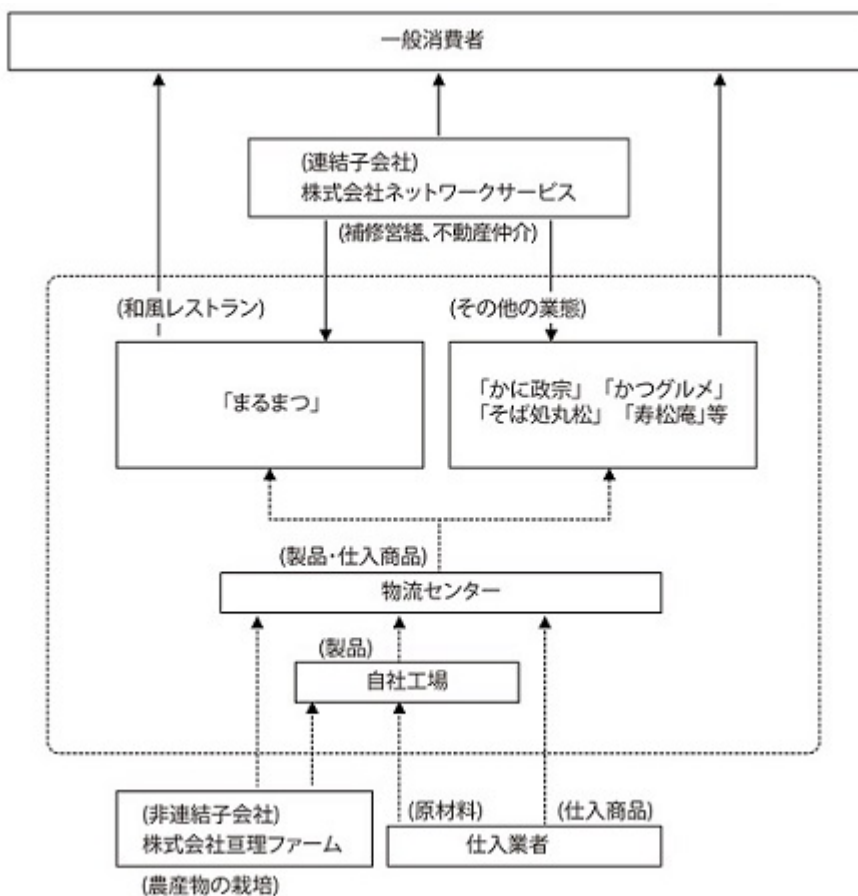 一般消費者
(連結子会社)
株式会社ネットワークサービス
(補修営繕、不動産仲介)
(和風レストラン)
(その他の業態)
「まるまつ」
「かに政宗」 「かつグルメ」
「そば処丸松」 「寿松庵」等
(製品・仕入商品)
物流センター
(製品)
自社工場
(非連結子会社)
株式会社亘理ファーム
(農産物の栽培)
(原材料)
(仕入商品)
仕入業者